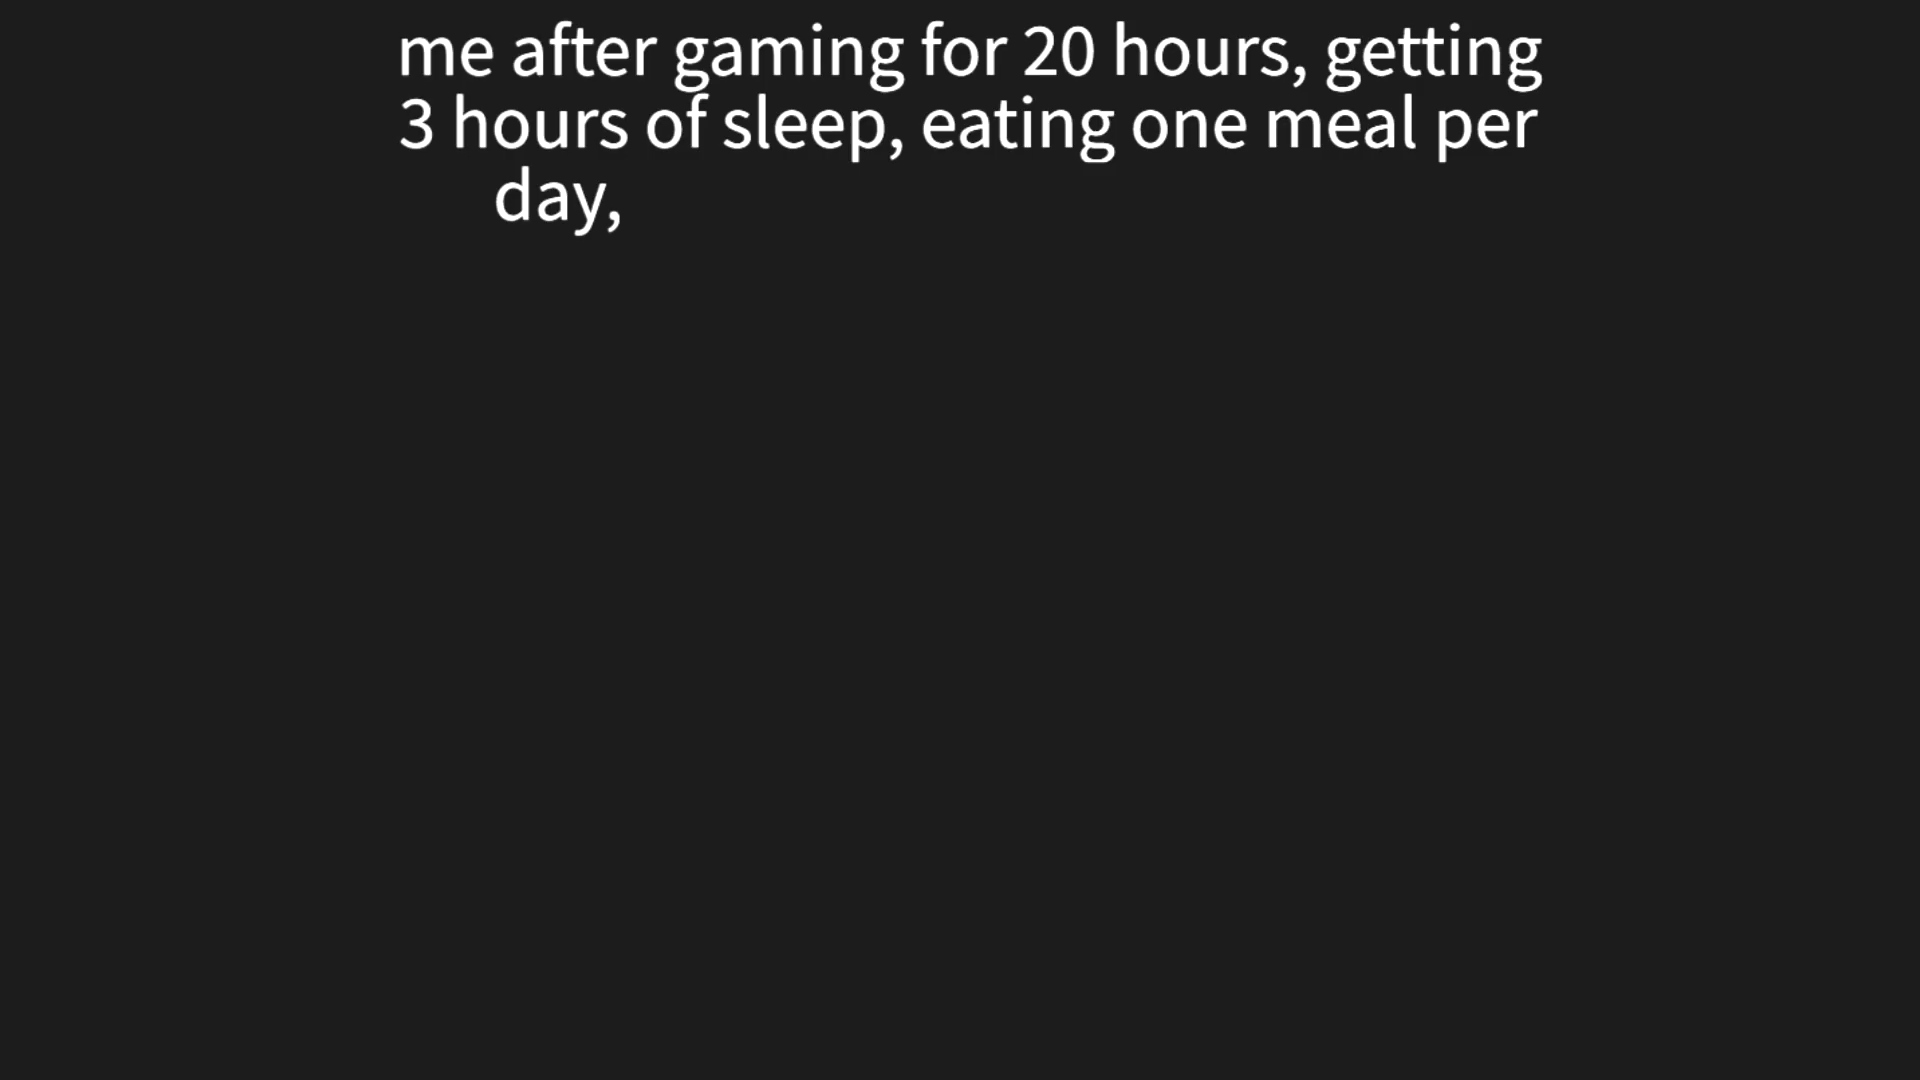 me after gaming for 20 hours, getting
3 hours of sleep, eating one meal per
day,